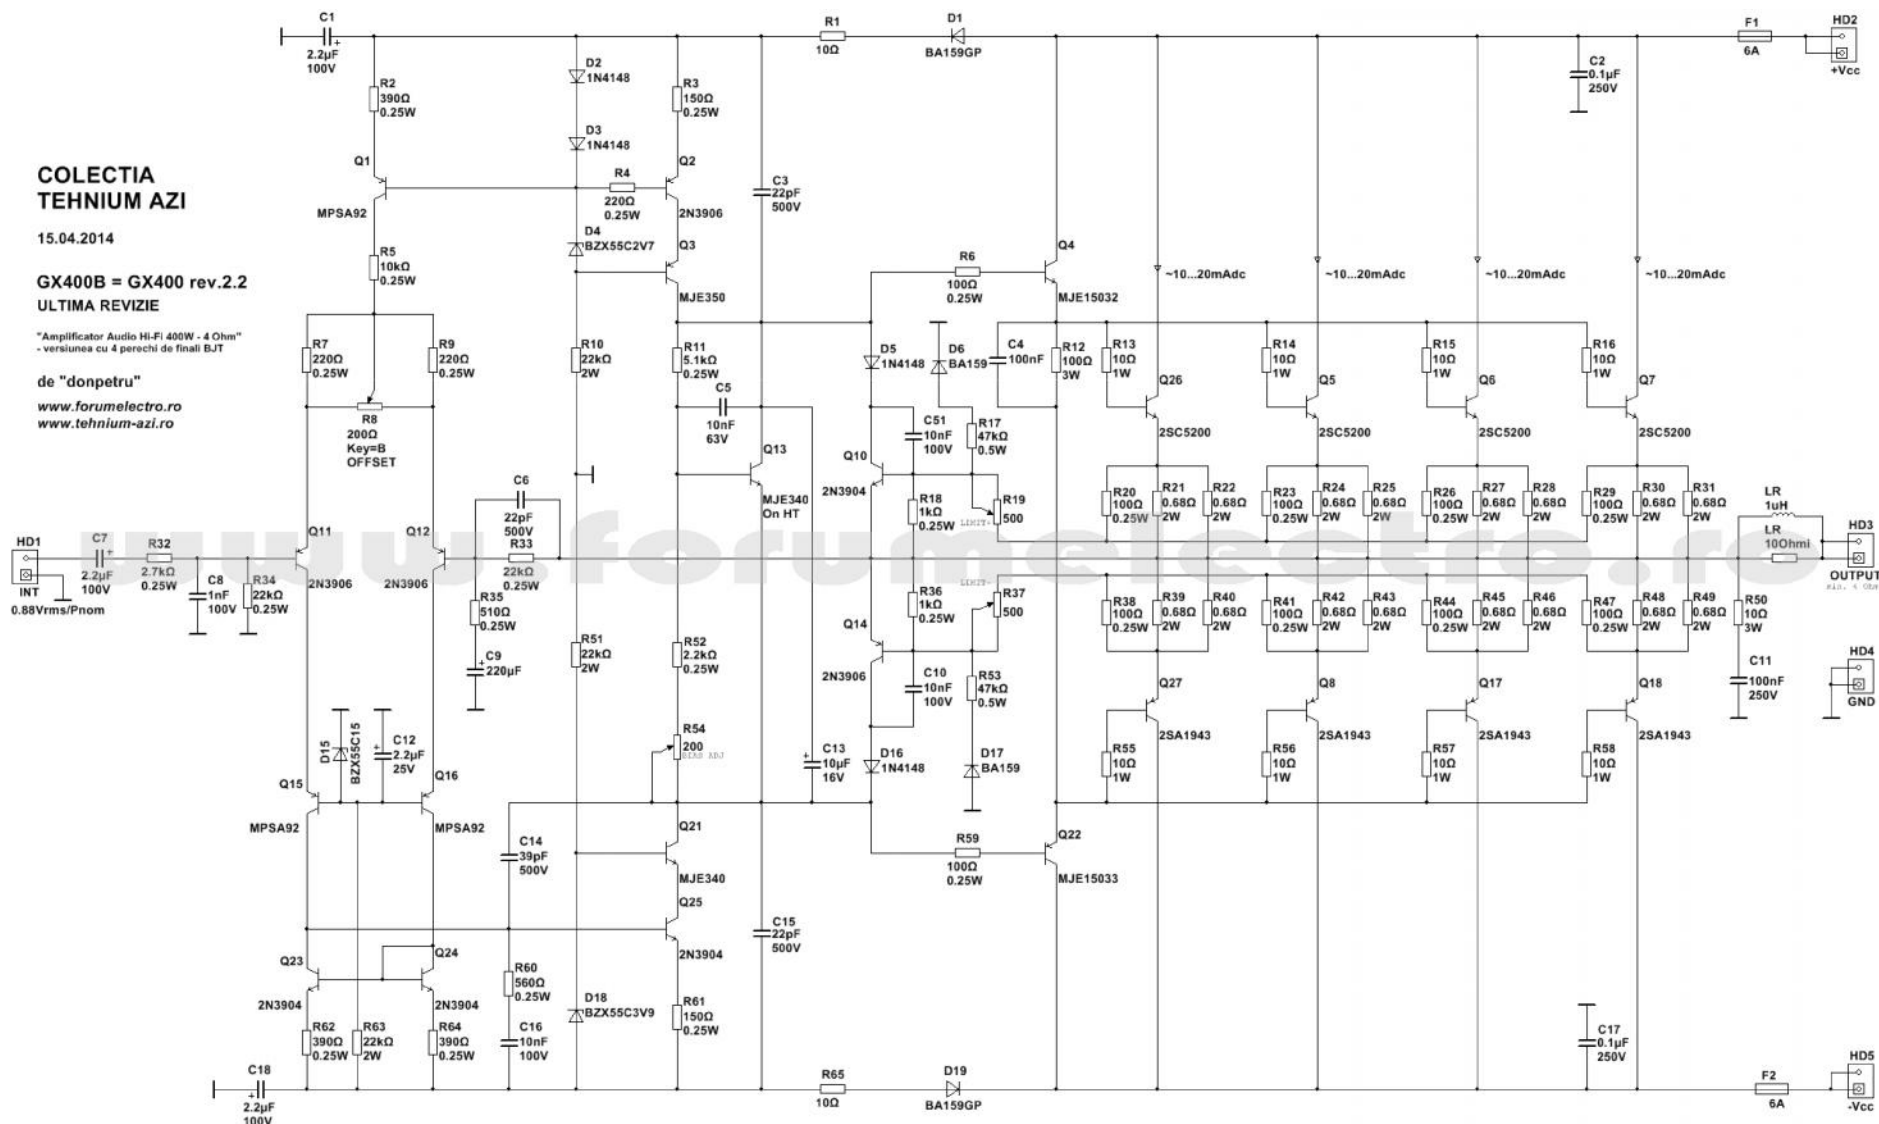 C1
2.2µF
100V
R1
10Ω
D1
BA159GP
F1
6A
HD2
+Vcc
C2
0.1µF
250V
R2
390Ω
0.25W
D2
1N4148
R3
150Ω
0.25W
D3
1N4148
Q1
MPSA92
R4
220Ω
0.25W
Q2
2N3906
C3
22pF
500V
COLECTIA
TEHNIUM AZI
15.04.2014
GX400B = GX400 rev.2.2
ULTIMA REVIZIE
"Amplificator Audio Hi-Fi 400W - 4 Ohm"
- versiunea cu 4 perechi de finali BJT
de "donpetru"
www.forumelectro.ro
www.tehnium-azi.ro
D4
BZX55C2V7
Q3
MJE350
R5
10kΩ
0.25W
R6
100Ω
0.25W
Q4
MJE15032
~10...20mAdc
~10...20mAdc
~10...20mAdc
~10...20mAdc
R7
220Ω
0.25W
R9
220Ω
0.25W
R8
200Ω
Key=B
OFFSET
R10
22kΩ
2W
R11
5.1kΩ
0.25W
C5
10nF
63V
D5
1N4148
D6
BA159
C4
100nF
R12
100Ω
3W
R13
10Ω
1W
R14
10Ω
1W
R15
10Ω
1W
R16
10Ω
1W
Q26
2SC5200
Q5
2SC5200
Q6
2SC5200
Q7
2SC5200
Q13
MJE340
On HT
C51
10nF
100V
R17
47kΩ
0.5W
Q10
2N3904
R18
1kΩ
0.25W
R19
500
LIMIT+
R20
100Ω
0.25W
R21
0.68Ω
2W
R22
0.68Ω
2W
R23
100Ω
0.25W
R24
0.68Ω
2W
R25
0.68Ω
2W
R26
100Ω
0.25W
R27
0.68Ω
2W
R28
0.68Ω
2W
R29
100Ω
0.25W
R30
0.68Ω
2W
R31
0.68Ω
2W
LR
1uH
LR
10Ohmi
HD3
OUTPUT
www.forumelectro.ro
HD1
INT
0.88Vrms/Pnom
C7
2.2µF
100V
R32
2.7kΩ
0.25W
C8
1nF
100V
R34
22kΩ
0.25W
Q11
2N3906
Q12
2N3906
C6
22pF
500V
R33
22kΩ
0.25W
R35
510Ω
0.25W
C9
220µF
R51
22kΩ
2W
R52
2.2kΩ
0.25W
R54
200
BIAS ADJ
R36
1kΩ
0.25W
LIMIT-
R37
500
Q14
2N3906
C10
10nF
100V
R53
47kΩ
0.5W
R38
100Ω
0.25W
R39
0.68Ω
2W
R40
0.68Ω
2W
R41
100Ω
0.25W
R42
0.68Ω
2W
R43
0.68Ω
2W
R44
100Ω
0.25W
R45
0.68Ω
2W
R46
0.68Ω
2W
R47
100Ω
0.25W
R48
0.68Ω
2W
R49
0.68Ω
2W
R50
10Ω
3W
C11
100nF
250V
HD4
GND
Q27
2SA1943
Q8
2SA1943
Q17
2SA1943
Q18
2SA1943
R55
10Ω
1W
R56
10Ω
1W
R57
10Ω
1W
R58
10Ω
1W
D15
BZX55C15
C12
2.2µF
25V
Q15
MPSA92
Q16
MPSA92
C13
10µF
16V
D16
1N4148
D17
BA159
C14
39pF
500V
Q21
MJE340
R59
100Ω
0.25W
Q22
MJE15033
Q25
2N3904
C15
22pF
500V
Q23
2N3904
Q24
2N3904
R60
560Ω
0.25W
D18
BZX55C3V9
R61
150Ω
0.25W
R62
390Ω
0.25W
R63
22kΩ
2W
R64
390Ω
0.25W
C16
10nF
100V
C17
0.1µF
250V
C18
2.2µF
100V
R65
10Ω
D19
BA159GP
F2
6A
HD5
-Vcc